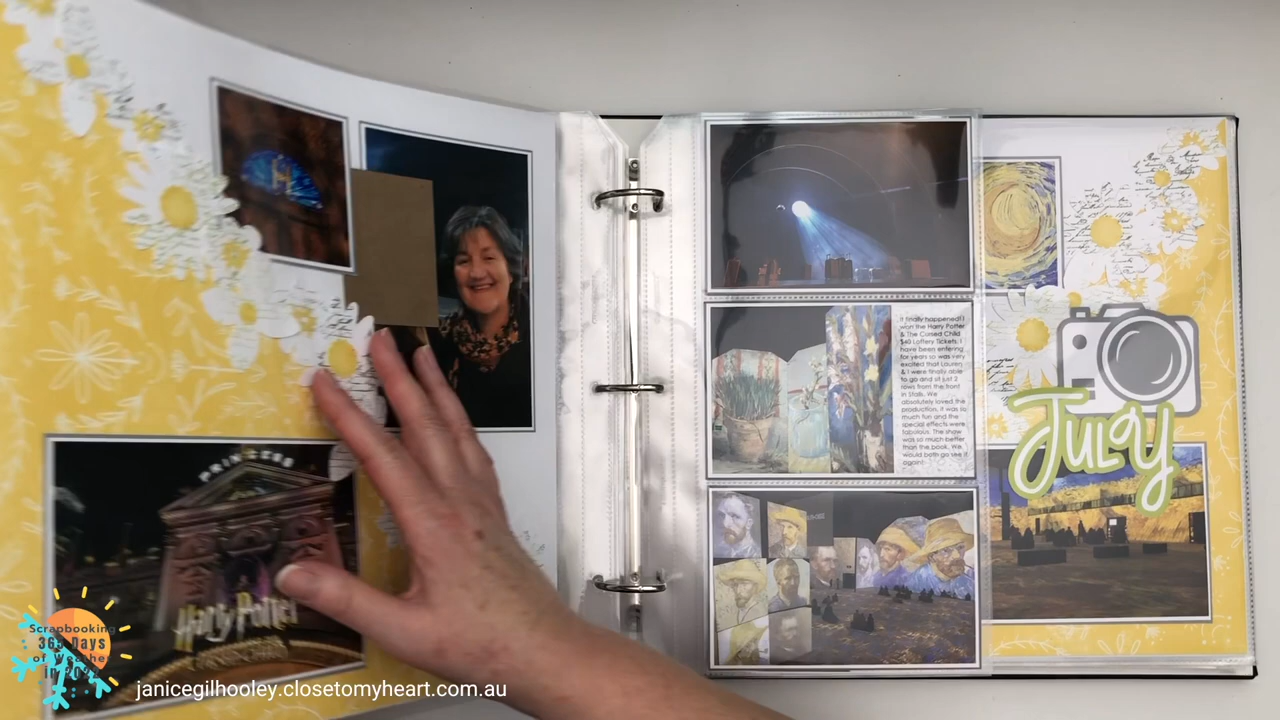 H
PRINCESS
Harry Potter
It finally happened! I
won the Harry Potter
& The Cursed Child
$40 Lottery Tickets. I
have been entering
for years so was very
excited that Lauren
& I were finally able
to go and sit just 2
rows from the front
in Stalls. We
absolutely loved the
production, it was so
much fun and the
special effects were
fabulous. The show
was so much better
than the book. We
would both go see it
again!
July
Scrapbooking
365 Days
of Weather
janicegilhooley.closetomyheart.com.au